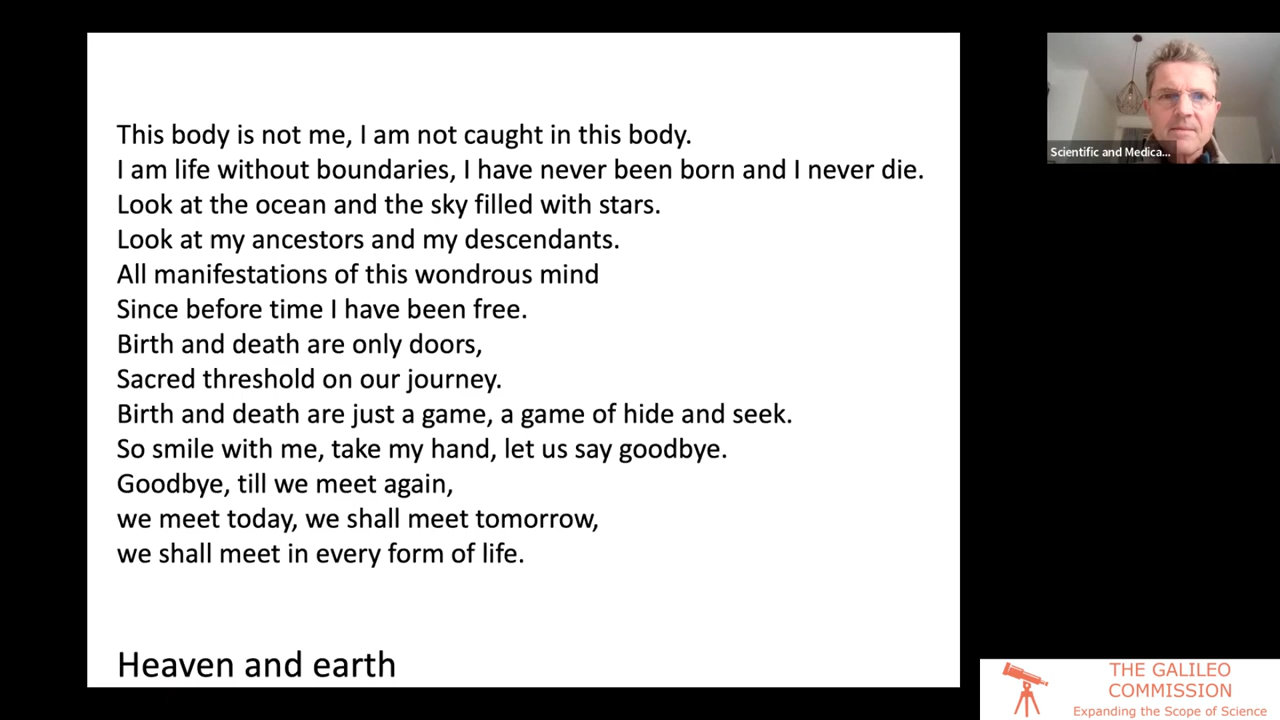 This body is not me, I am not caught in this body.
I am life without boundaries, I have never been born and I never die.
Look at the ocean and the sky filled with stars.
Look at my ancestors and my descendants.
All manifestations of this wondrous mind
Since before time I have been free.
Birth and death are only doors,
Sacred threshold on our journey.
Birth and death are just a game, a game of hide and seek.
So smile with me, take my hand, let us say goodbye.
Goodbye, till we meet again,
we meet today, we shall meet tomorrow,
we shall meet in every form of life.
Heaven and earth
Scientific and Medica...
THE GALILEO
COMMISSION
Expanding the Scope of Science